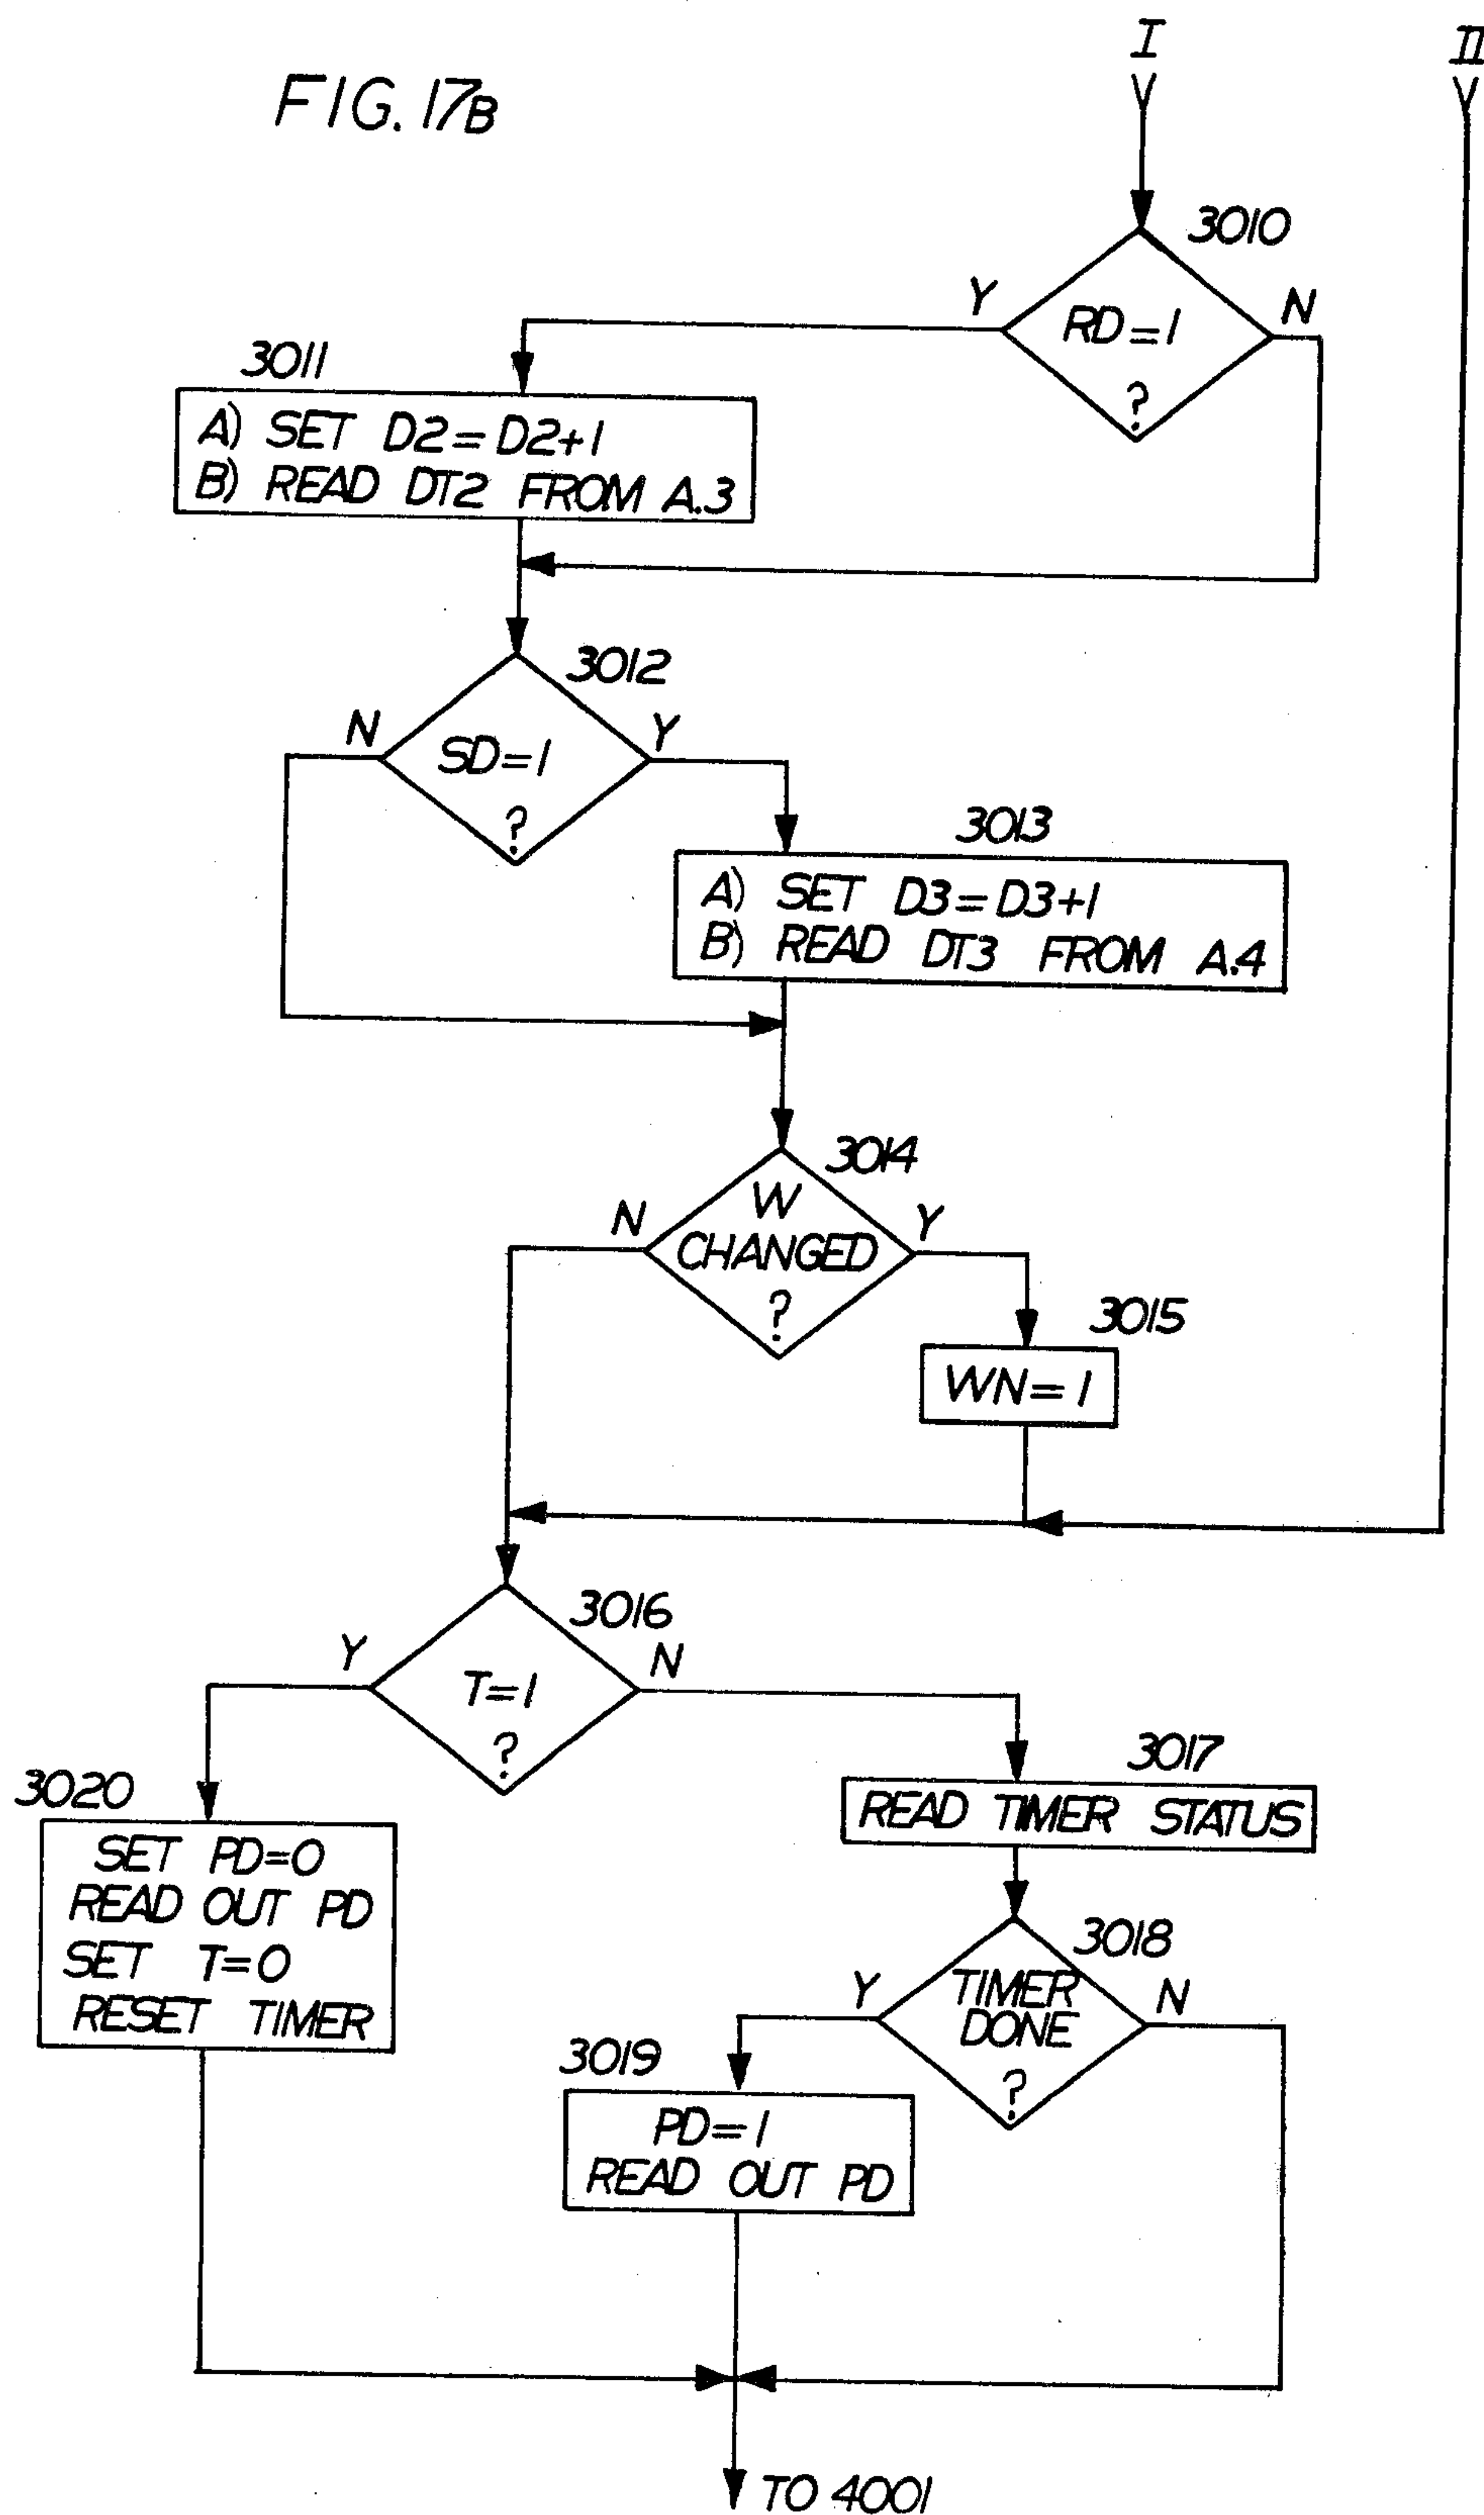 I II
FIG. 17B
3010
Y RD=1 N
?
3011
A) SET D2=D2+1
B) READ DT2 FROM A.3
3012
N SD=1 Y
?
3013
A) SET D3=D3+1
B) READ DT3 FROM A.4
3014
W
N CHANGED Y
?
3015
WN=1
3016
Y T=1 N
?
3017
READ TIMER STATUS
3020
SET PD=0
READ OUT PD
SET T=0
RESET TIMER
3018
Y TIMER N
DONE
?
3019
PD=1
READ OUT PD
TO 4001